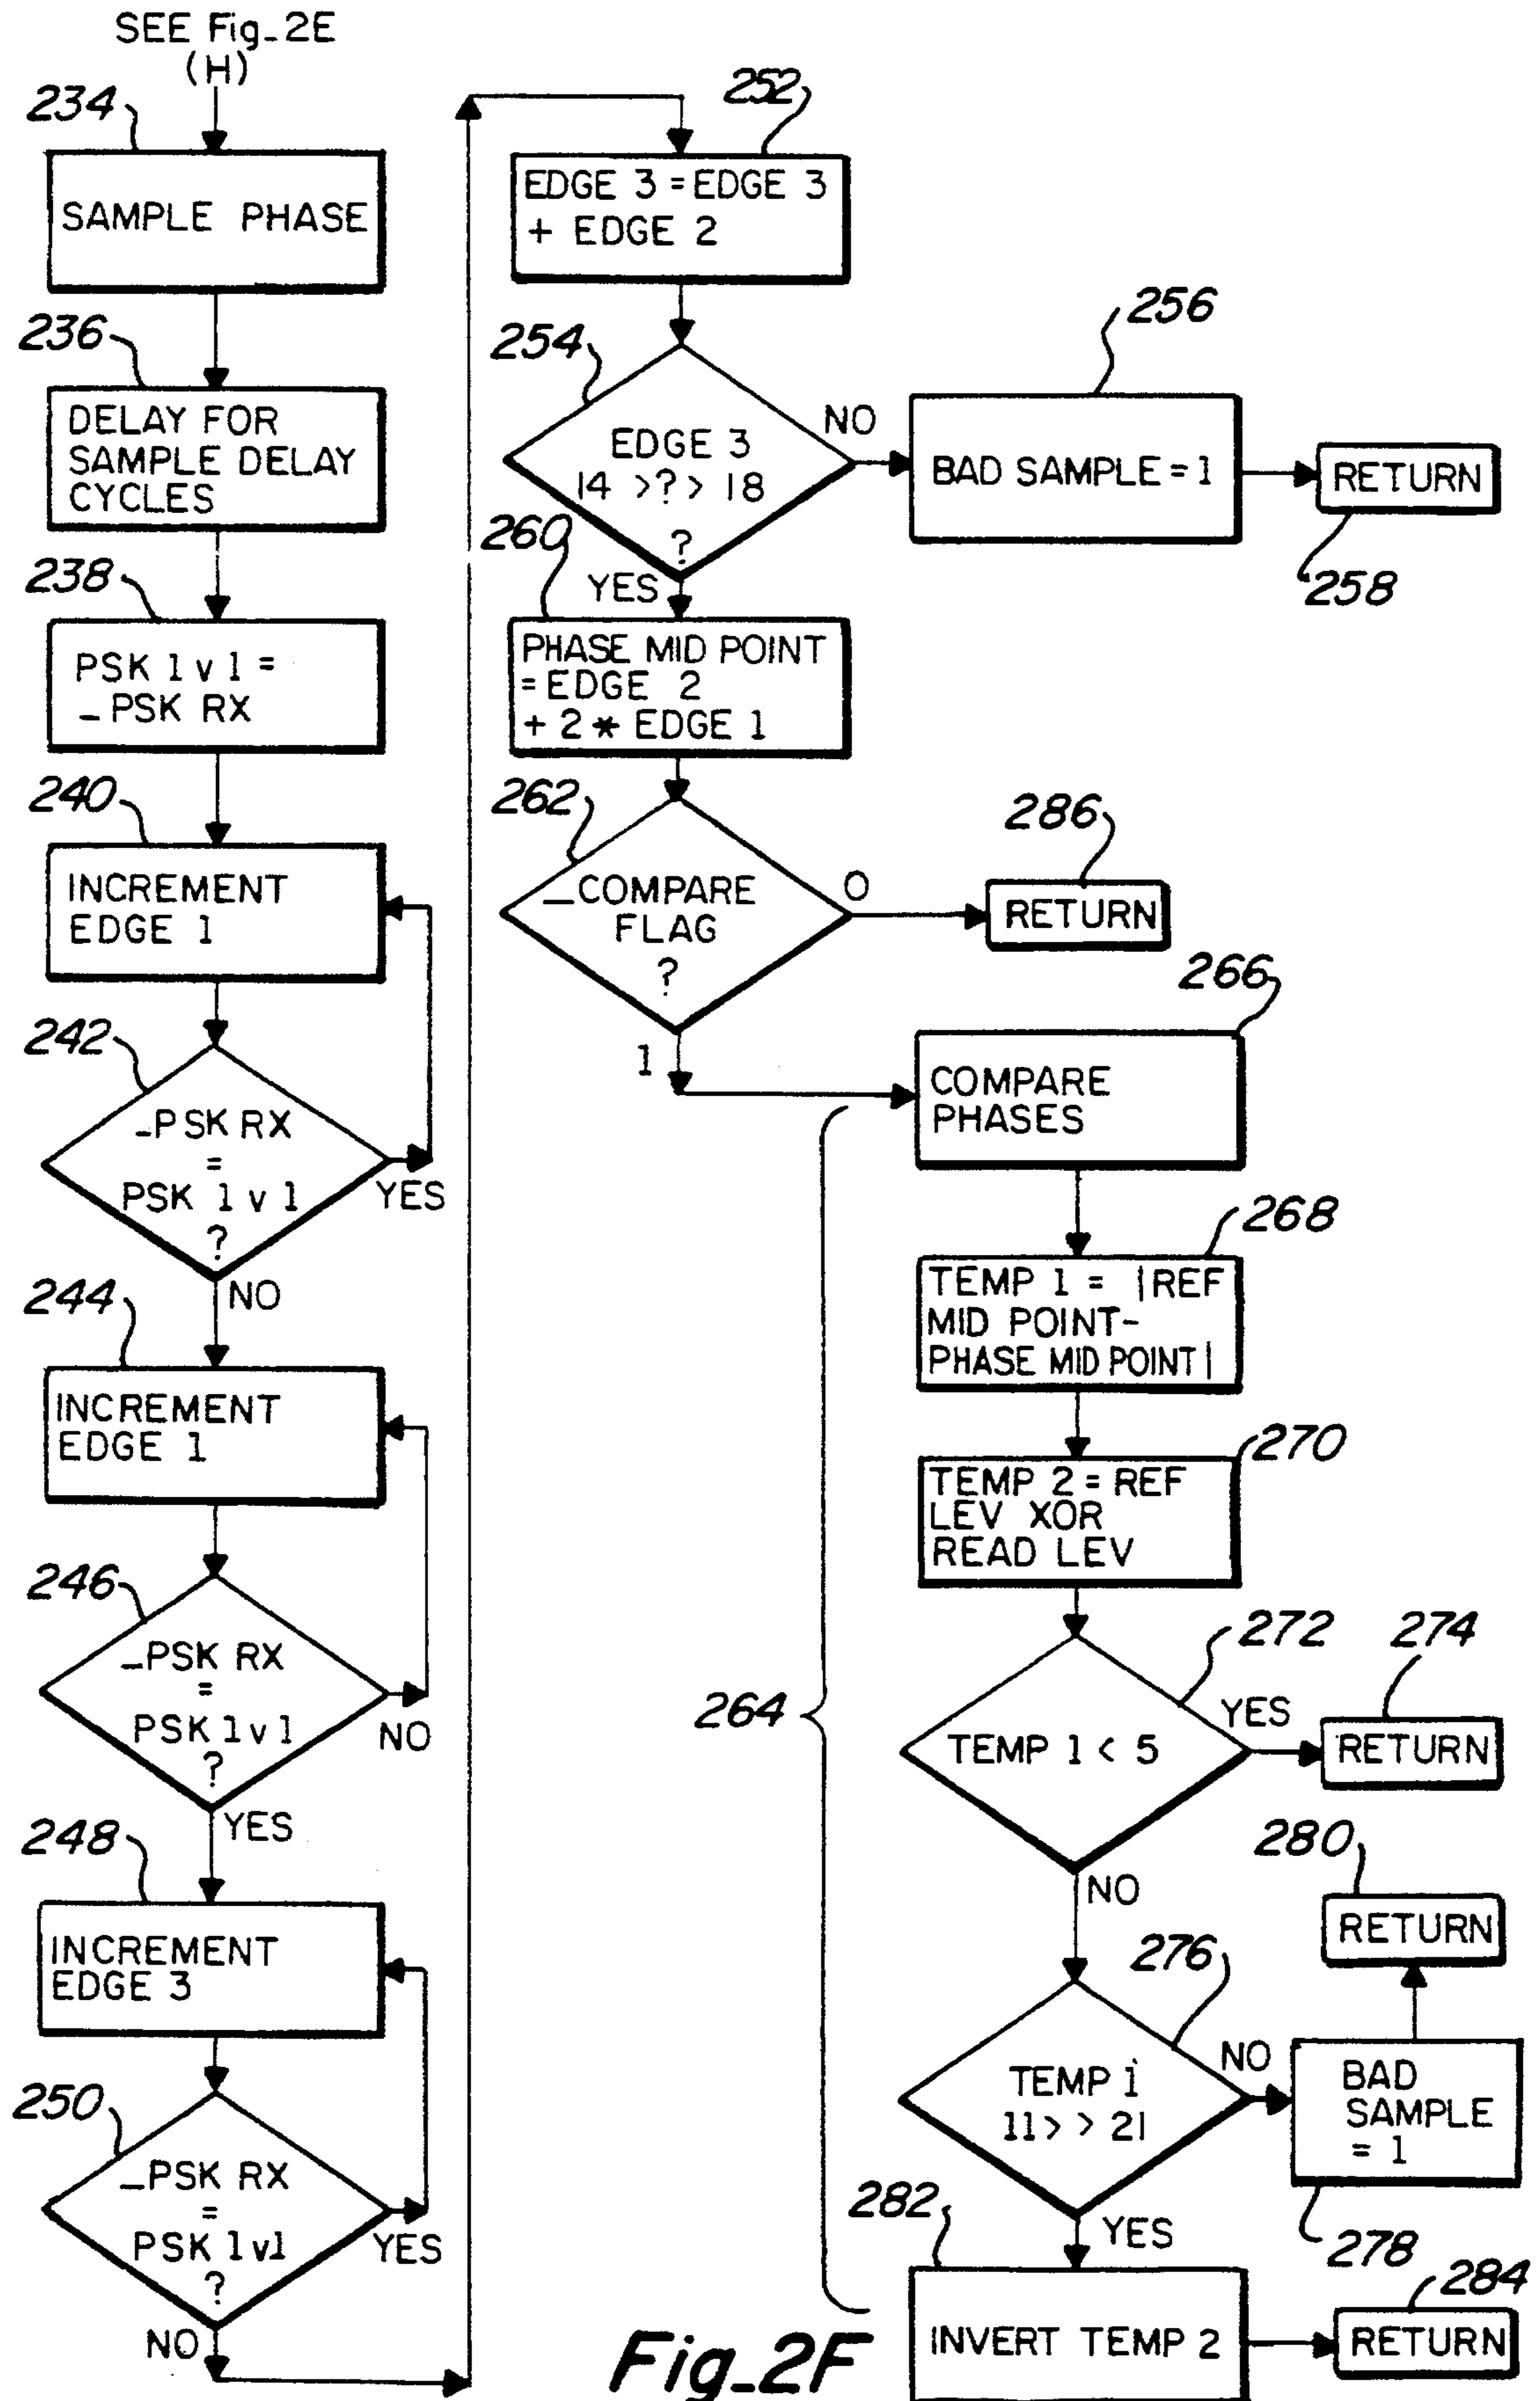 SEE Fig_2E
(H)
234
SAMPLE PHASE
236
DELAY FOR
SAMPLE DELAY
CYCLES
238
PSK 1 v 1 =
_ PSK RX
240
INCREMENT
EDGE 1
242
_PSK RX
=
PSK 1 v 1
?
YES
NO
244
INCREMENT
EDGE 1
246
_PSK RX
=
PSK 1 v 1
?
NO
YES
248
INCREMENT
EDGE 3
250
_PSK RX
=
PSK 1 v 1
?
YES
NO
252
EDGE 3 = EDGE 3
+ EDGE 2
254
EDGE 3
14 >?> 18
?
NO
YES
256
BAD SAMPLE = 1
RETURN
258
260
PHASE MID POINT
= EDGE 2
+ 2 * EDGE 1
262
_COMPARE
FLAG
?
0
1
286
RETURN
264
266
COMPARE
PHASES
268
TEMP 1 = |REF
MID POINT-
PHASE MID POINT|
270
TEMP 2 = REF
LEV XOR
READ LEV
272
TEMP 1 < 5
YES
NO
274
RETURN
276
TEMP 1
11> > 21
NO
YES
280
RETURN
BAD
SAMPLE
= 1
278
282
INVERT TEMP 2
284
RETURN
Fig_2F